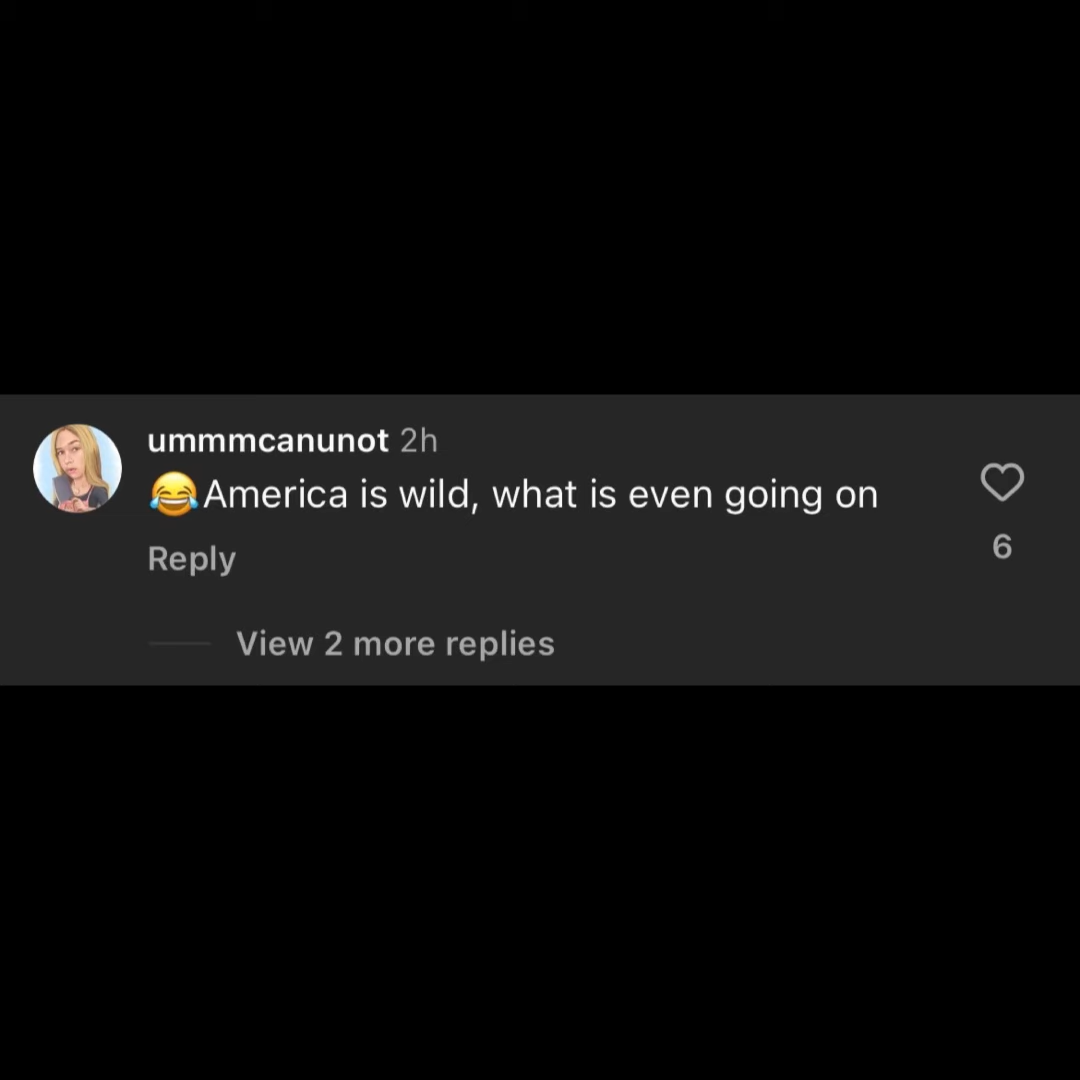 ummmcanunot 2h
😂America is wild, what is even going on
6
Reply
View 2 more replies